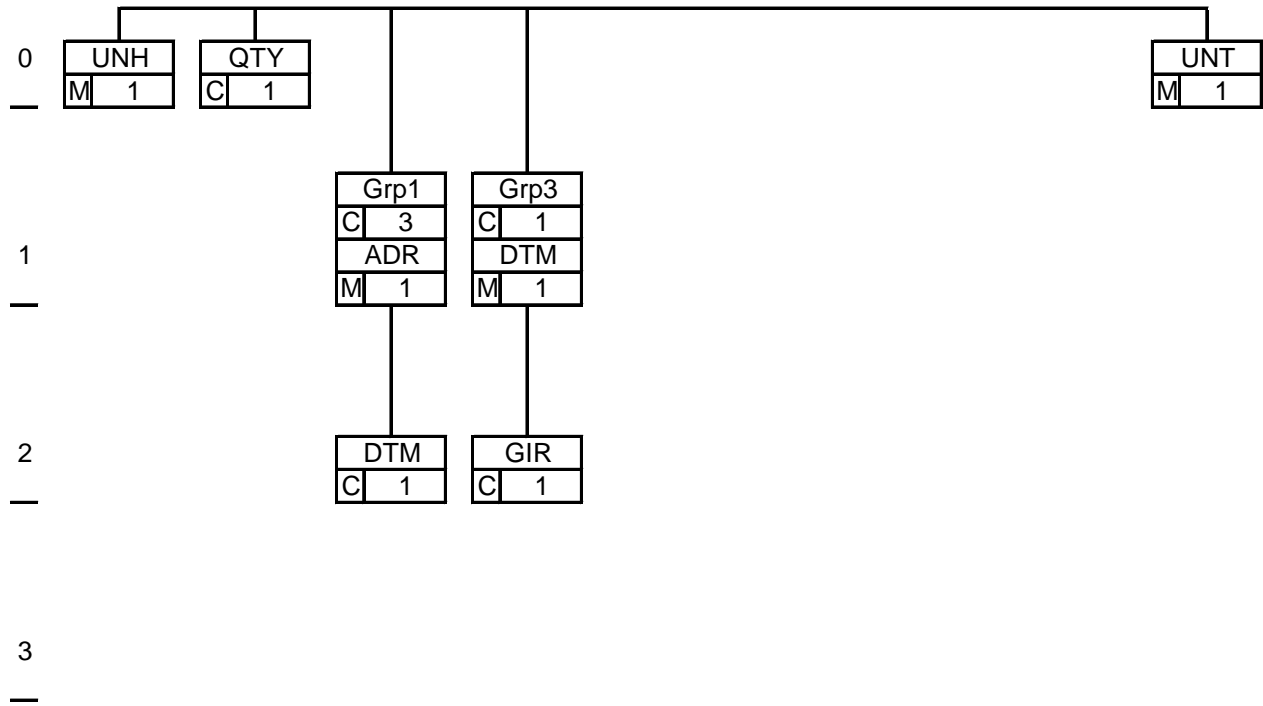 0 UNH QTY UNT
M 1 C 1 M 1
Grp1 Grp3
C 3 C 1
1 ADR DTM
M 1 M 1
2 DTM GIR
C 1 C 1
3